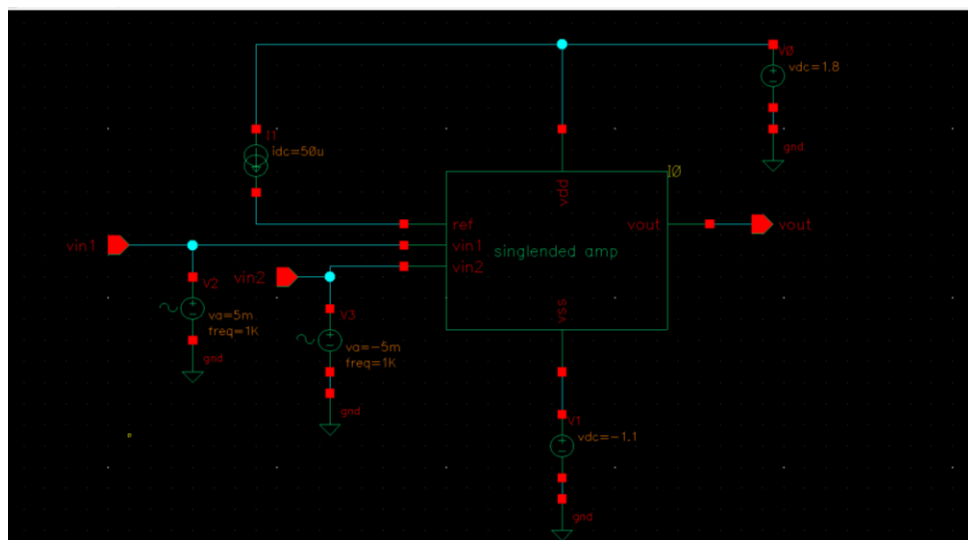 V0
vdc=1.8
gnd
I1
idc=50u
I0
vdd
ref
vin1
vin2
singlended amp
vout
vout
vss
vin1
vin2
V2
va=5m
freq=1K
gnd
V3
va=-5m
freq=1K
gnd
V1
vdc=-1.1
gnd